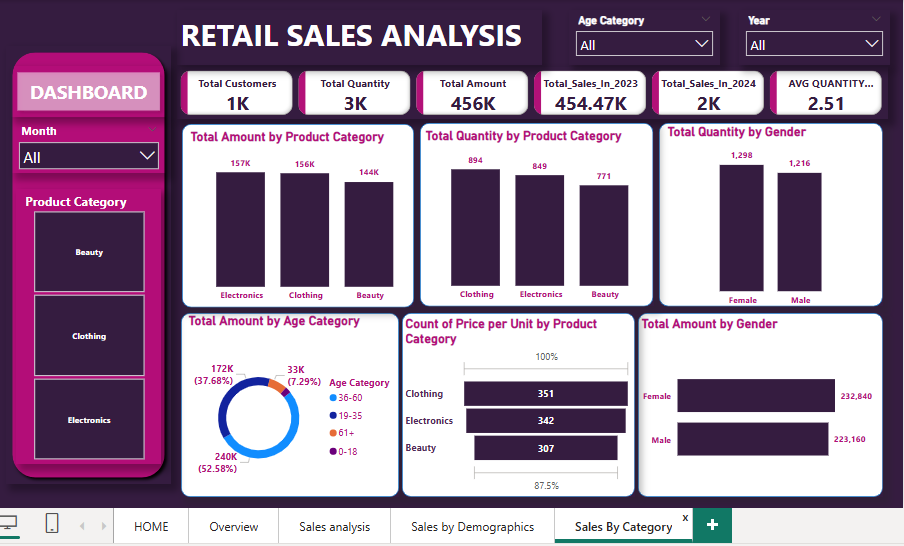 RETAIL SALES ANALYSIS
Age Category
All
Year
All
DASHBOARD
Month
All
Product Category
Beauty
Clothing
Electronics
Total Customers
1K
Total Quantity
3K
Total Amount
456K
Total_Sales_In_2023
454.47K
Total_Sales_In_2024
2K
AVG QUANTITY...
2.51
Total Amount by Product Category
157K
156K
144K
Electronics
Clothing
Beauty
Total Quantity by Product Category
894
849
771
Clothing
Electronics
Beauty
Total Quantity by Gender
1,298
1,216
Female
Male
Total Amount by Age Category
172K
(37.68%)
33K
(7.29%)
240K
(52.58%)
Age Category
36-60
19-35
61+
0-18
Count of Price per Unit by Product
Category
100%
Clothing
351
Electronics
342
Beauty
307
87.5%
Total Amount by Gender
Female
232,840
Male
223,160
HOME
Overview
Sales analysis
Sales by Demographics
Sales By Category
x
+